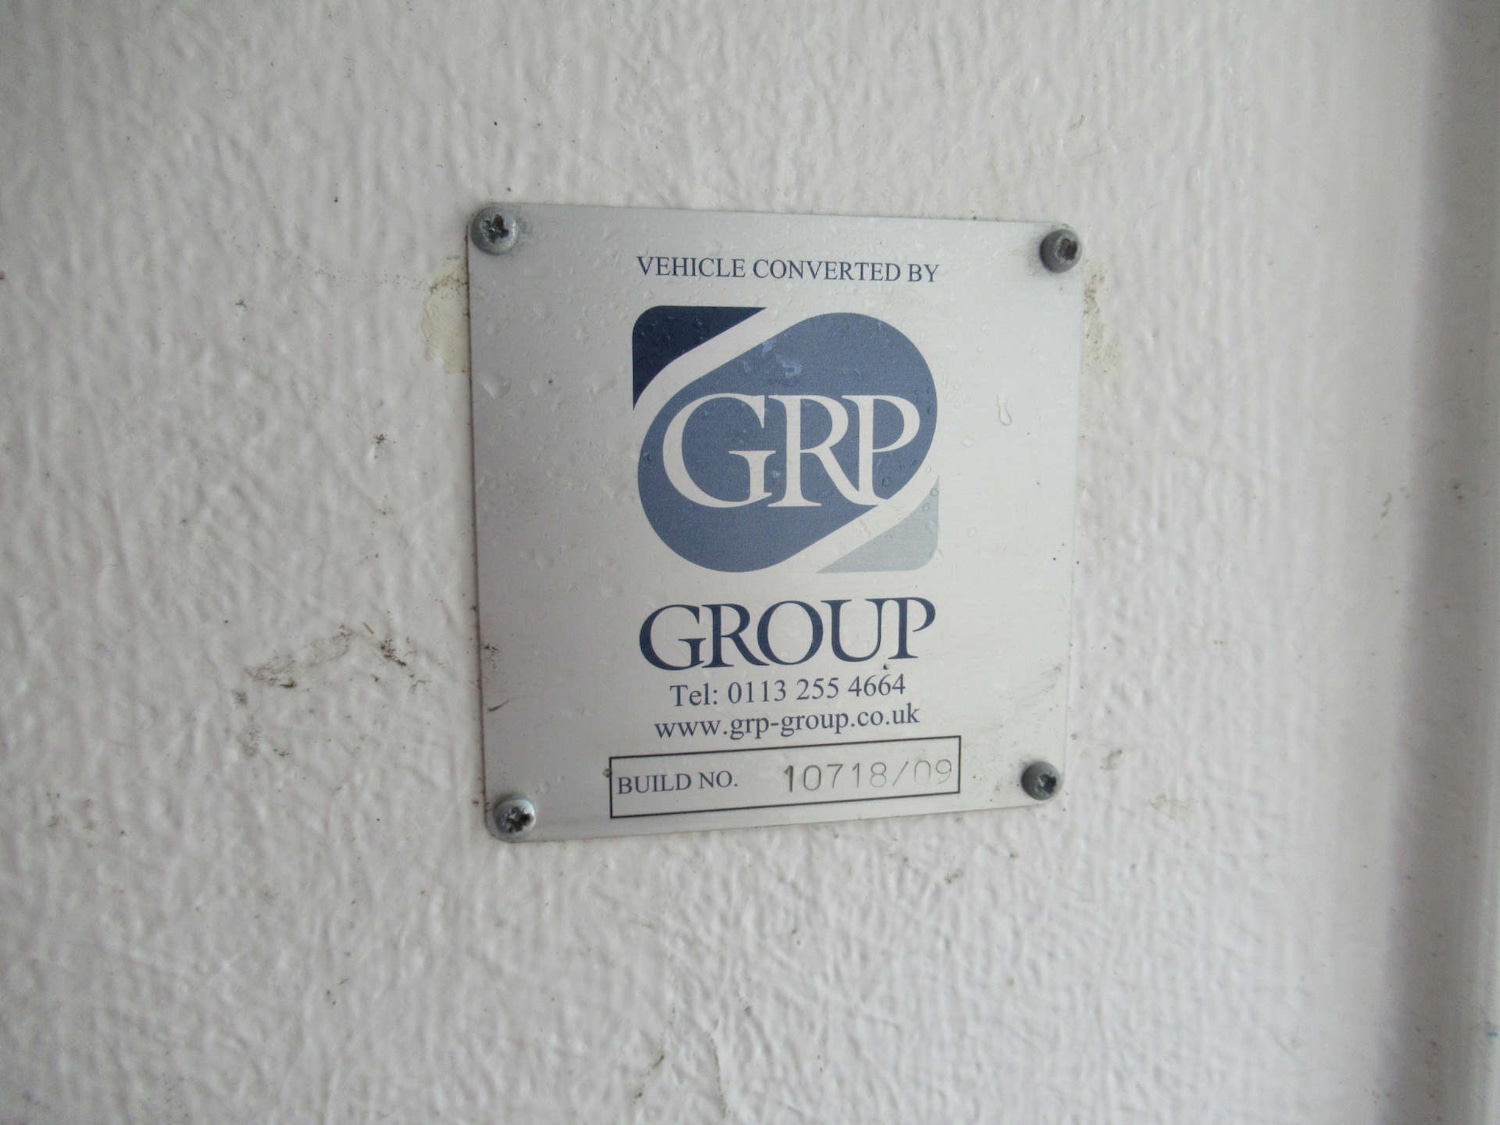 VEHICLE CONVERTED BY
GRP
GROUP
Tel: 0113 255 4664
www.grp-group.co.uk
BUILD NO. 10718/09